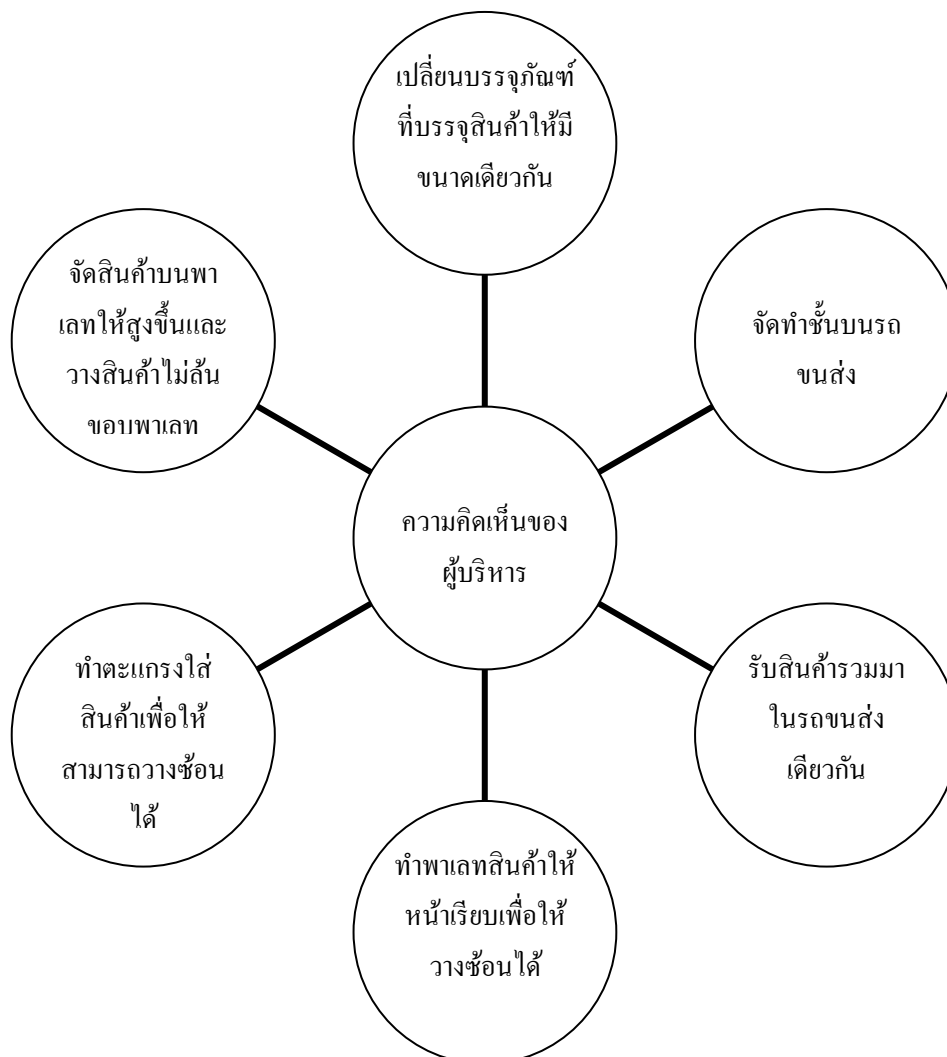 เปลี่ยนบรรจุภัณฑ์
ที่บรรจุสินค้าให้มี
ขนาดเดียวกัน
จัดสินค้าบนพา
เลทให้สูงขึ้นและ
วางสินค้าไม่ล้น
ขอบพาเลท
จัดทำชั้นบนรถ
ขนส่ง
ความคิดเห็นของ
ผู้บริหาร
ทำตะแกรงใส่
สินค้าเพื่อให้
สามารถวางซ้อน
ได้
รับสินค้ารวมมา
ในรถขนส่ง
เดียวกัน
ทำพาเลทสินค้าให้
หน้าเรียบเพื่อให้
วางซ้อนได้